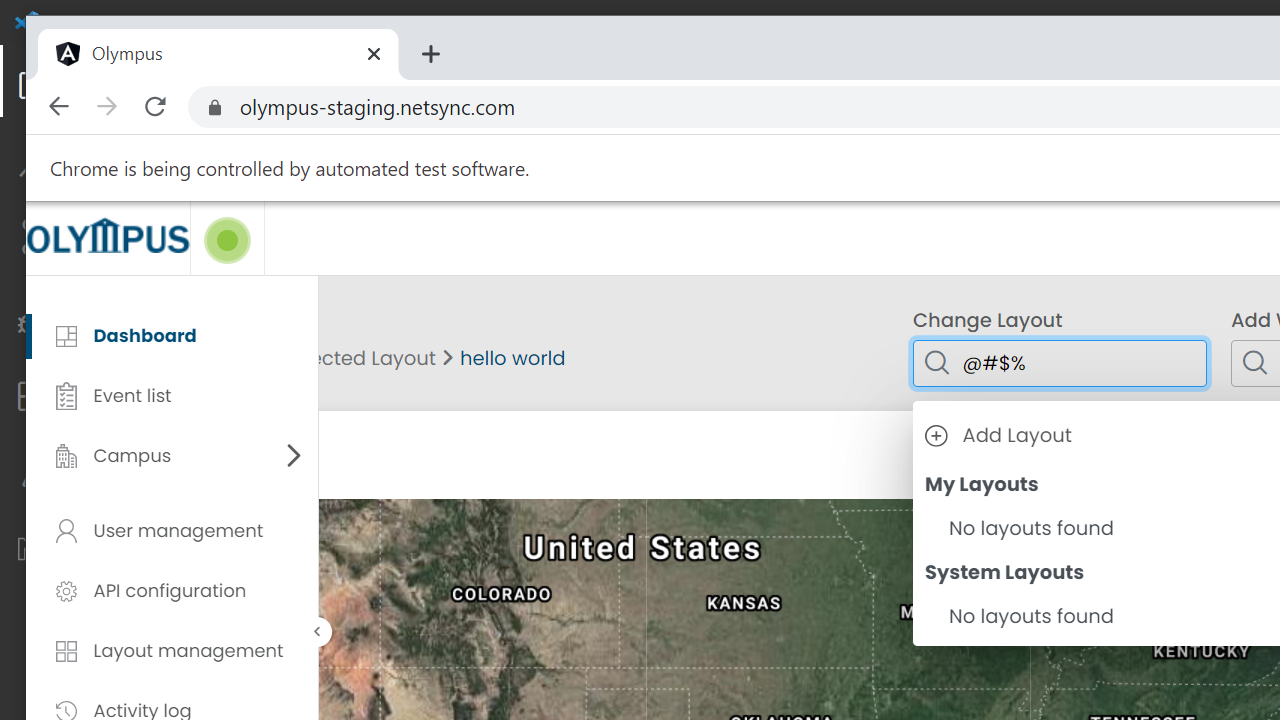 Olympus
olympus-staging.netsync.com
Chrome is being controlled by automated test software.
OLYMPUS
Dashboard
Event list
Campus
User management
API configuration
Layout management
Activity log
ected Layout > hello world
Change Layout
Add
@#$%
Add Layout
My Layouts
No layouts found
System Layouts
No layouts found
United States
COLORADO
KANSAS
KENTUCKY
OKLAHOMA
TENNESSEE